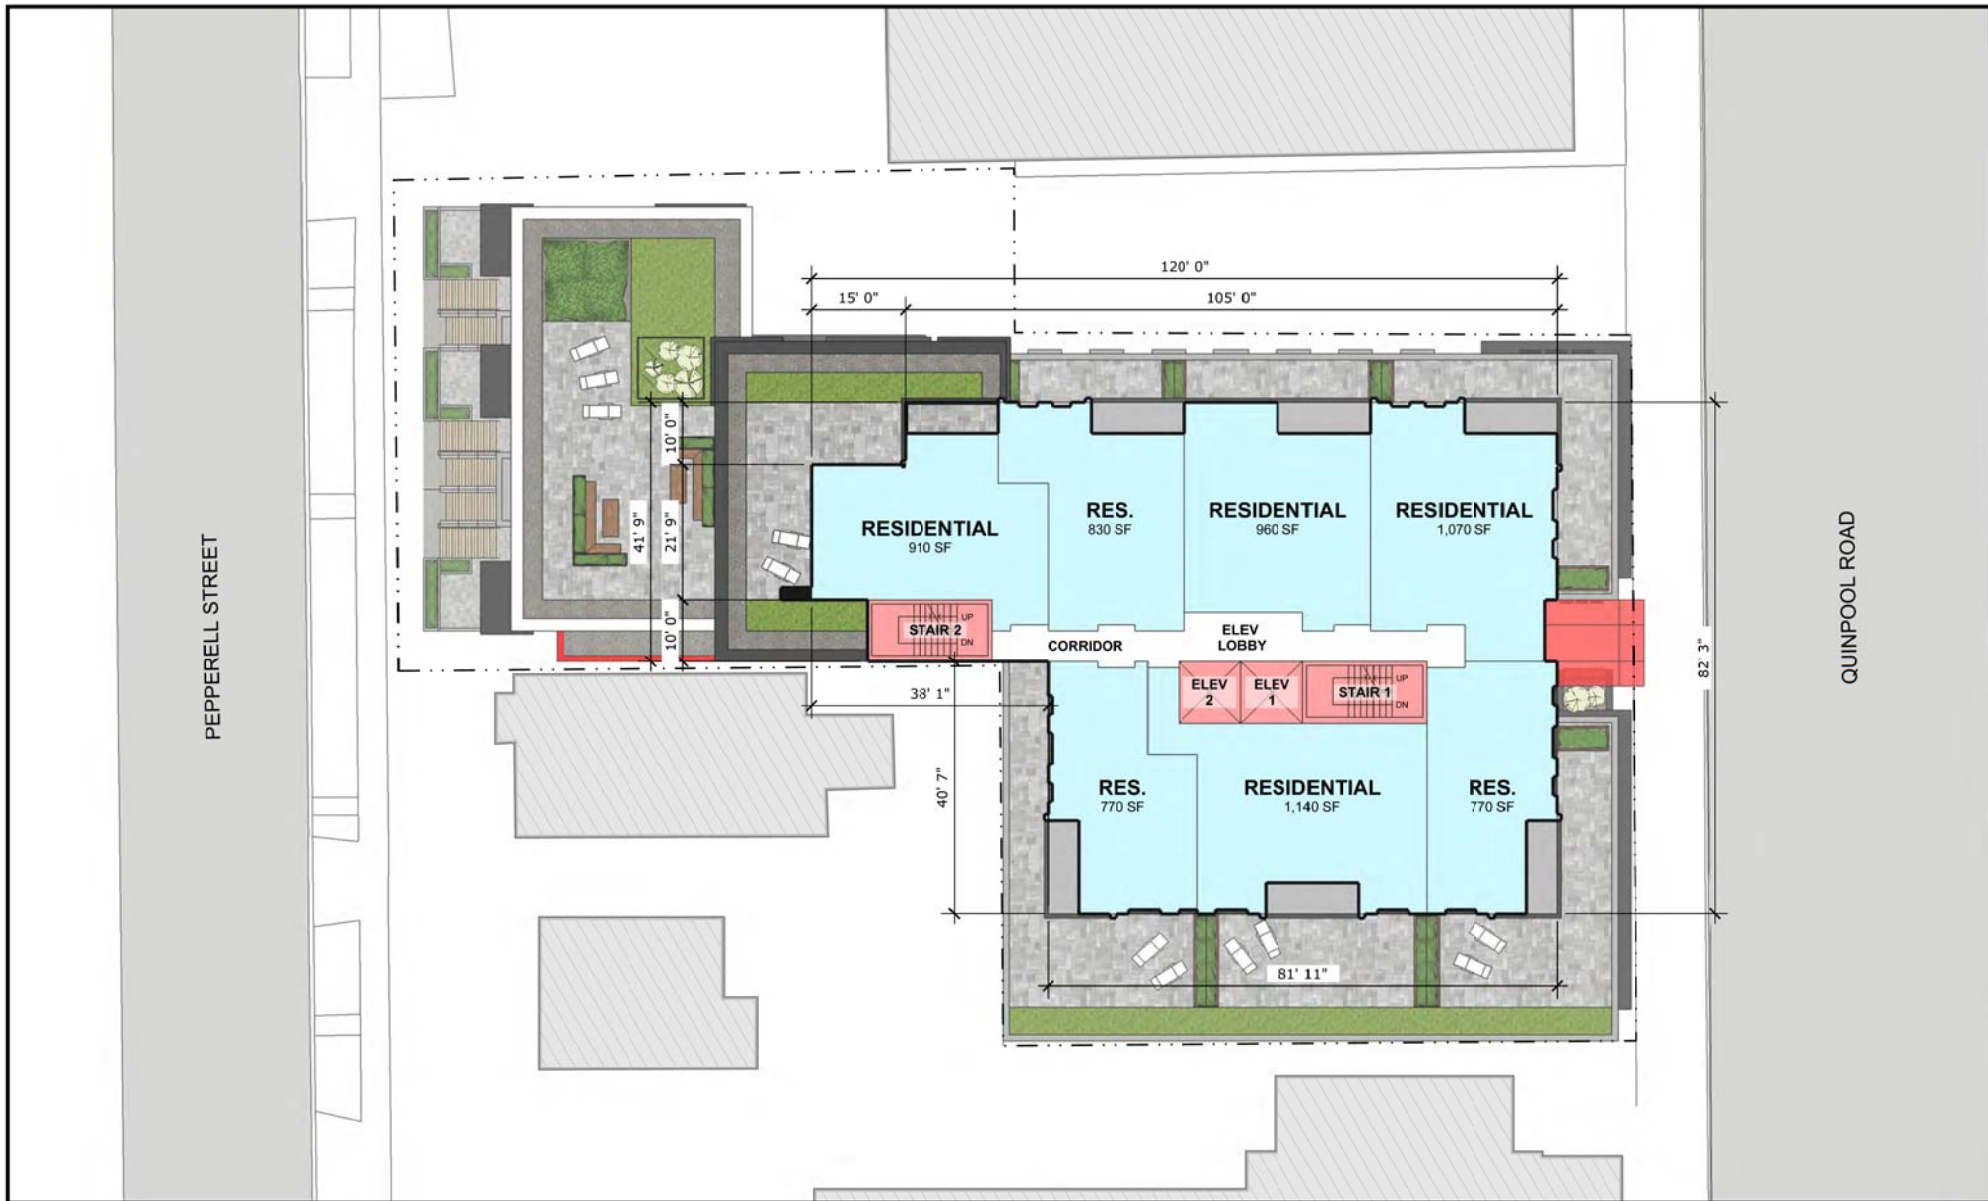 120' 0"
15' 0"
105' 0"
10' 0"
41' 9"
21' 9"
10' 0"
RESIDENTIAL
910 SF
RES.
830 SF
RESIDENTIAL
960 SF
RESIDENTIAL
1,070 SF
PEPPERELL STREET
QUINPOOL ROAD
STAIR 2
UP
DN
CORRIDOR
ELEV
LOBBY
82' 3"
38' 1"
ELEV
2
ELEV
1
STAIR 1
UP
DN
40' 7"
RES.
770 SF
RESIDENTIAL
1,140 SF
RES.
770 SF
81' 11"